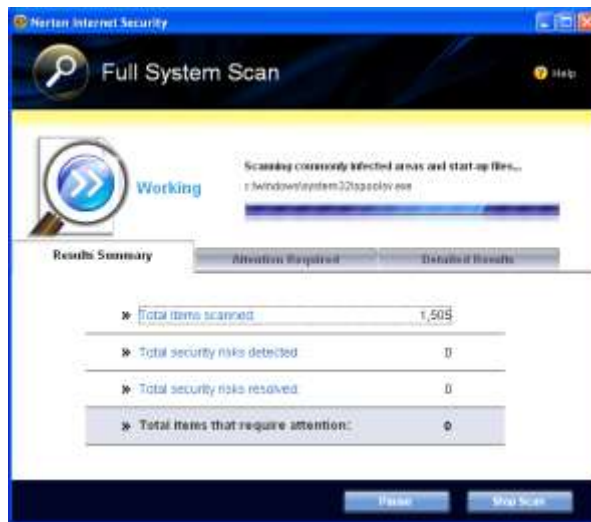 Norton Internet Security
Full System Scan
Help
Working
Scanning commonly infected areas and start-up files...
c:\windows\system32\spoolsv.exe
Results Summary
Attention Required
Detailed Results
Total items scanned: 1,505
Total security risks detected: 0
Total security risks resolved: 0
Total items that require attention: 0
Pause
Stop Scan